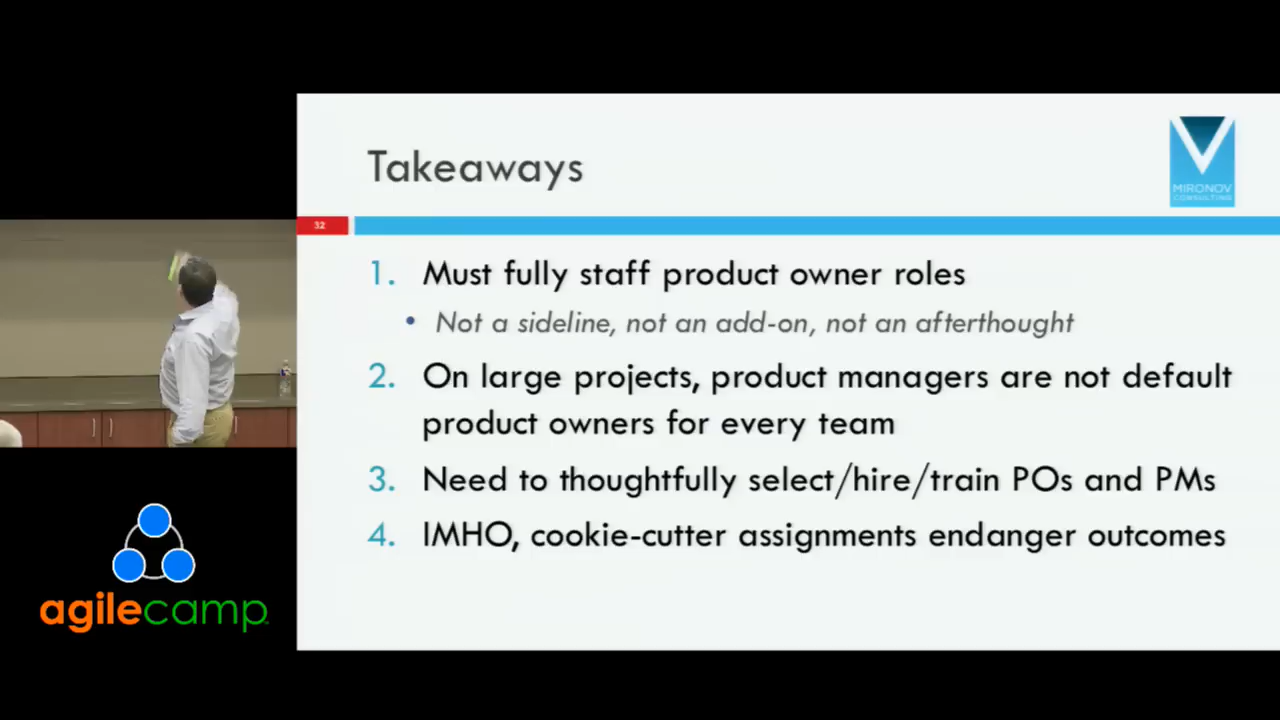 Takeaways
MIRONOV
CONSULTING
32
1. Must fully staff product owner roles
• Not a sideline, not an add-on, not an afterthought
2. On large projects, product managers are not default
product owners for every team
3. Need to thoughtfully select/hire/train POs and PMs
4. IMHO, cookie-cutter assignments endanger outcomes
agilecamp